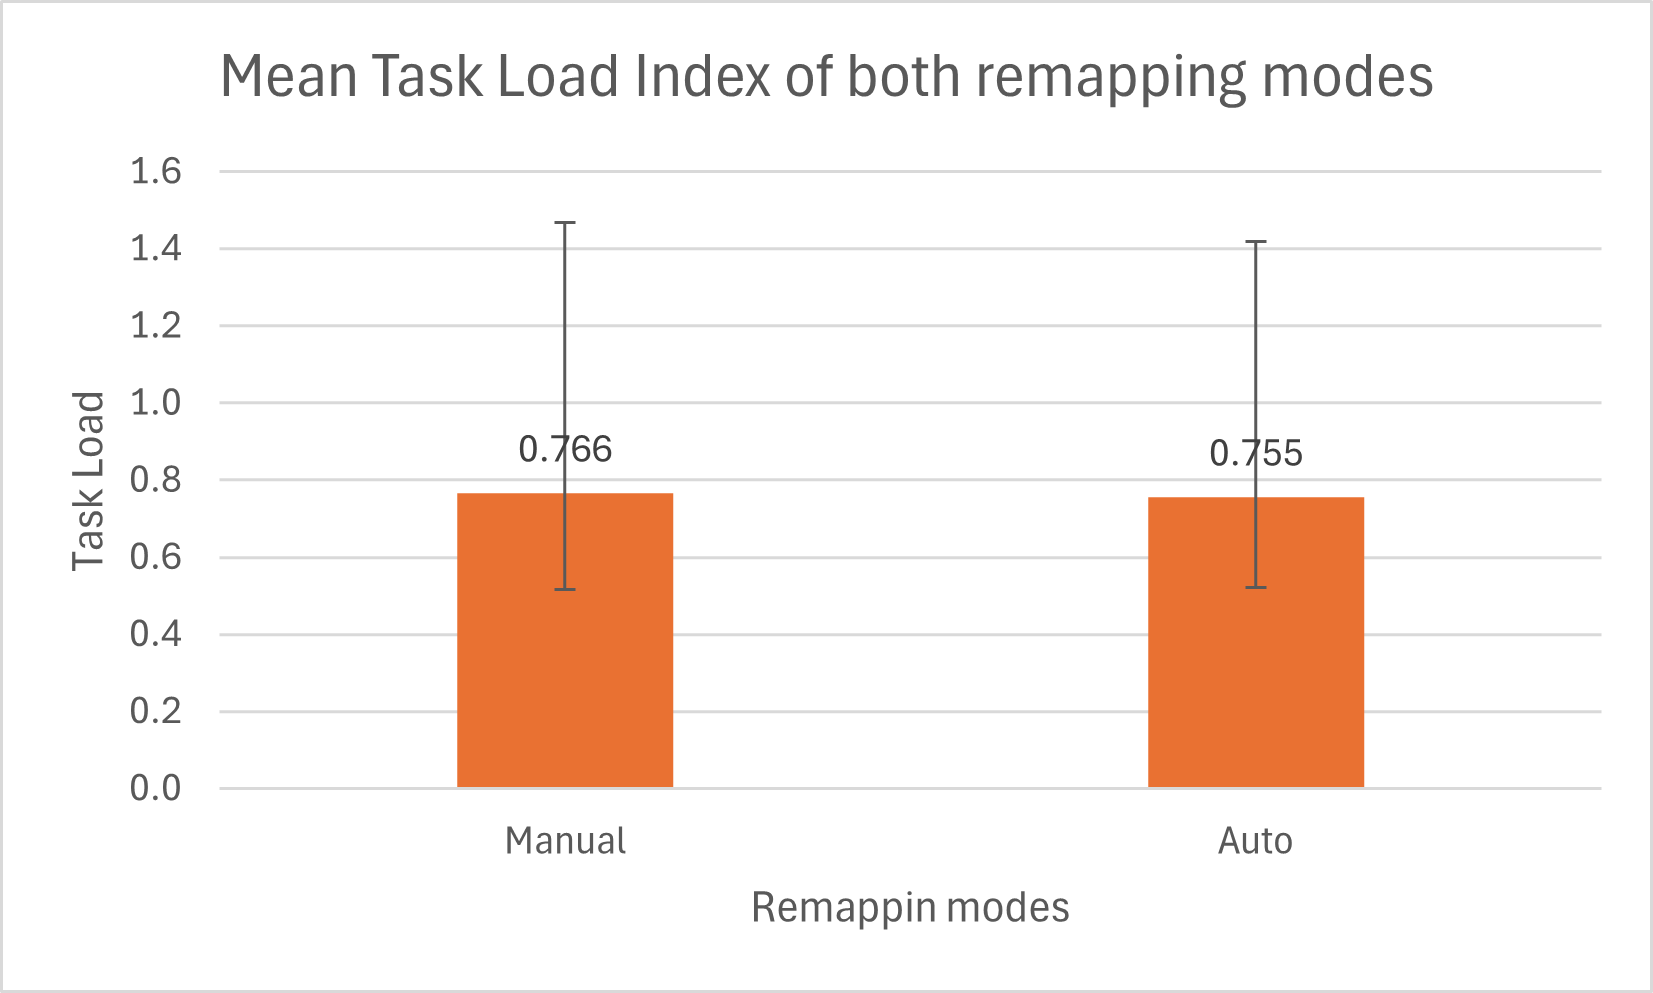 Mean Task Load Index of both remapping modes
1.6
1.4
1.2
1.0
0.8
0.6
0.4
0.2
0.0
Task Load
0.766
0.755
Manual
Auto
Remappin modes